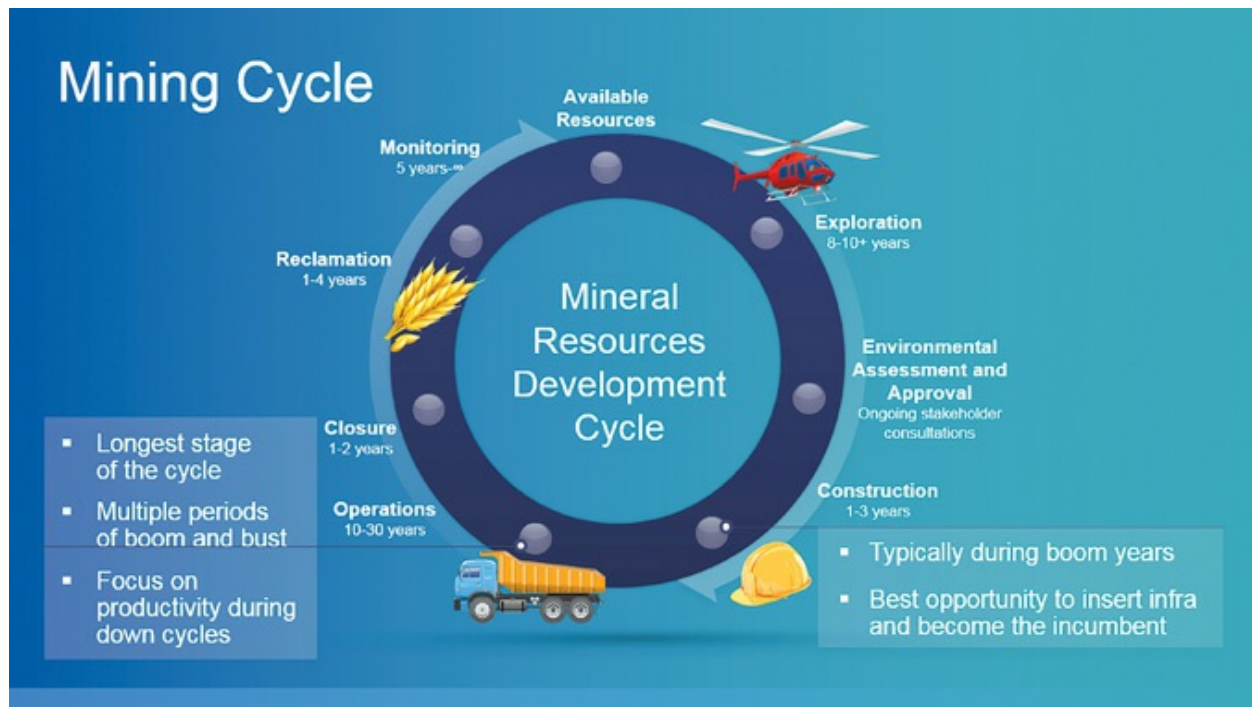 Mining Cycle
Available
Resources
Monitoring
5 years-∞
Exploration
8-10+ years
Reclamation
1-4 years
Mineral
Resources
Development
Cycle
Environmental
Assessment and
Approval
Ongoing stakeholder
consultations
Closure
1-2 years
Construction
1-3 years
Operations
10-30 years
▪ Longest stage
of the cycle
▪ Multiple periods
of boom and bust
▪ Focus on
productivity during
down cycles
▪ Typically during boom years
▪ Best opportunity to insert infra
and become the incumbent